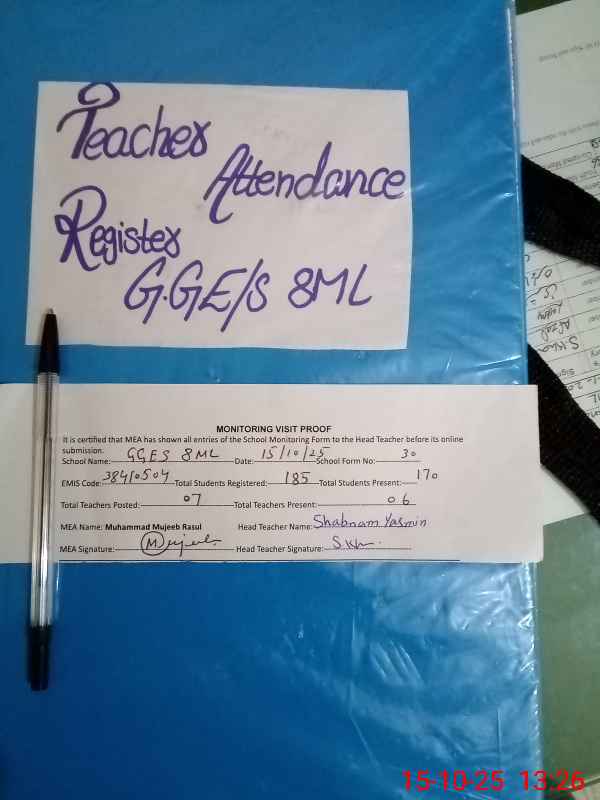 Teacher
Attendance
Register
G.GE/S 8ML
MONITORING VISIT PROOF
It is certified that MEA has shown all entries of the School Monitoring Form to the Head Teacher before its online
submission.
School Name: GGES 8ML Date: 15/10/25 School Form No: 30
EMIS Code: 38410504 Total Students Registered: 185 Total Students Present: 170
Total Teachers Posted: 07 Total Teachers Present: 06
MEA Name: Muhammad Mujeeb Rasul Head Teacher Name: Shabnam Yasmin
MEA Signature: Mujeeb Head Teacher Signature:
15-10-25 13:26